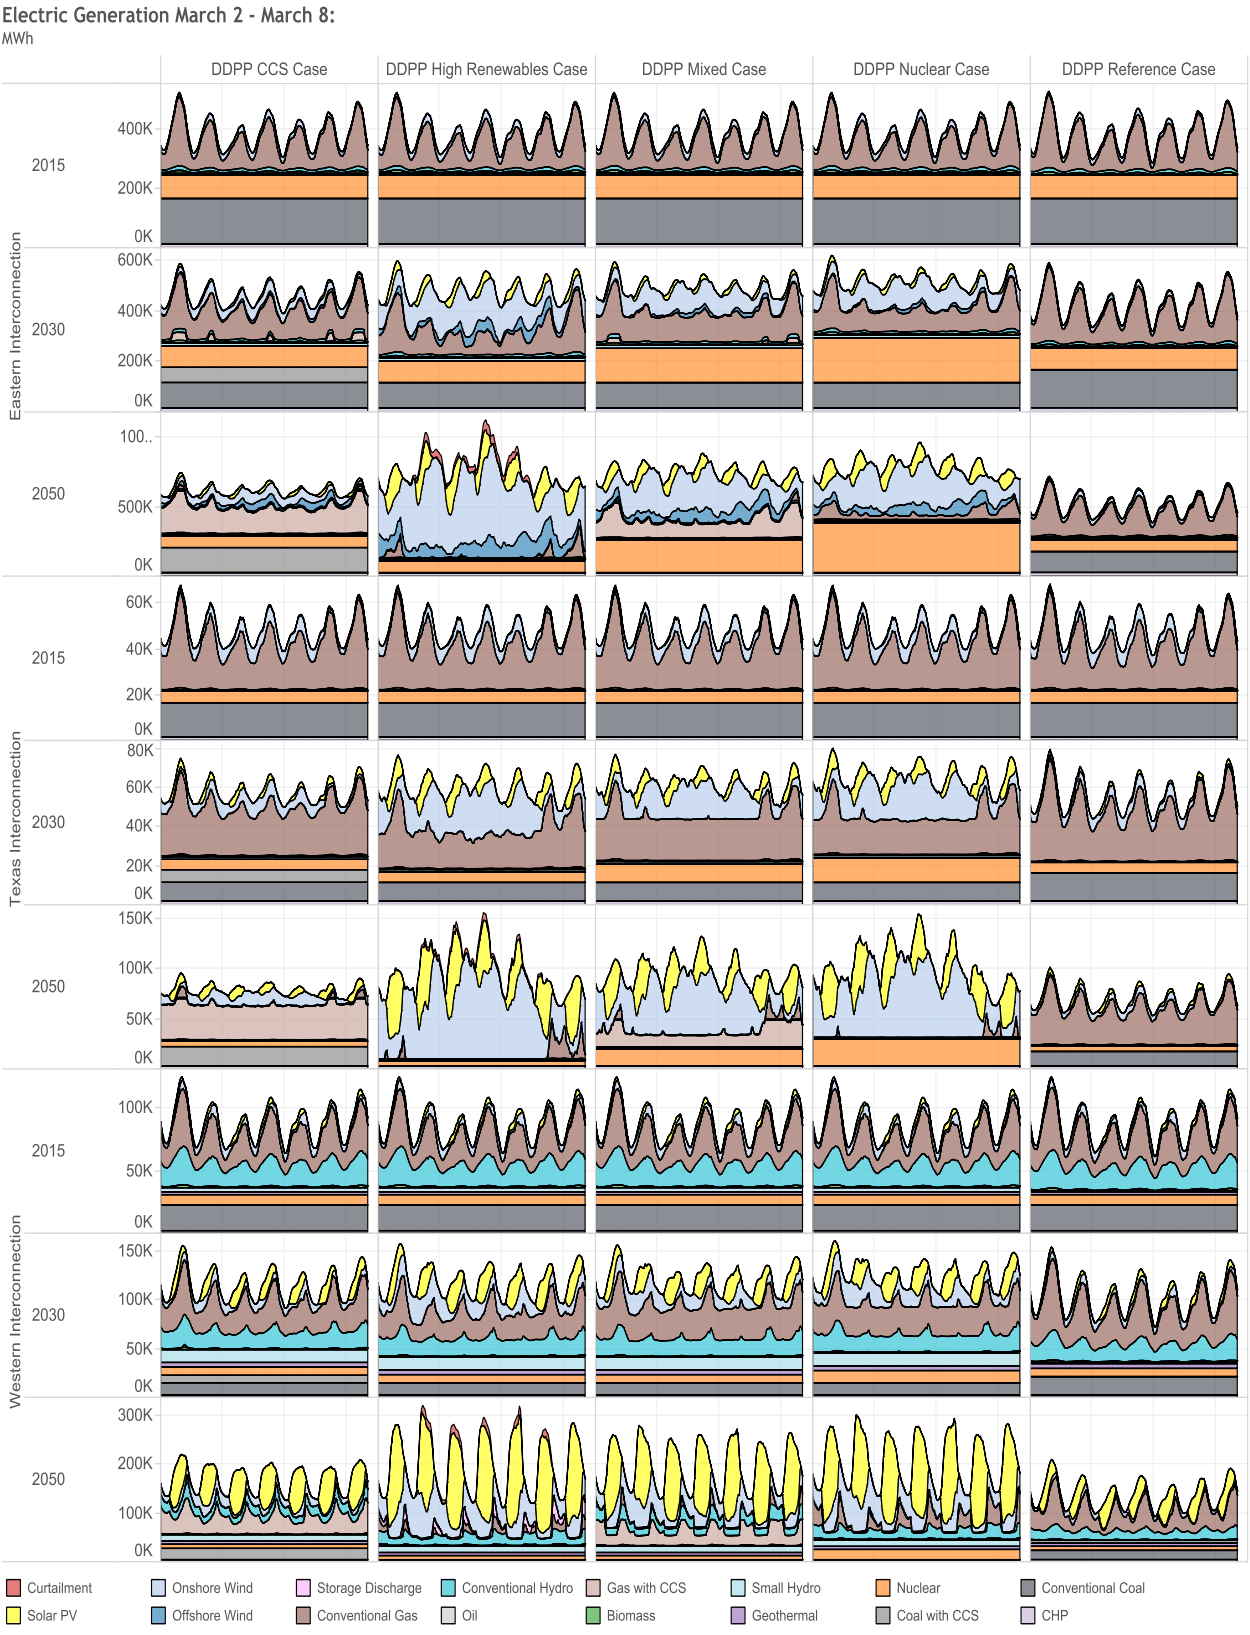 Electric Generation March 2 - March 8:
MWh
DDPP CCS Case DDPP High Renewables Case DDPP Mixed Case DDPP Nuclear Case DDPP Reference Case
Eastern Interconnection
2015
400K
200K
0K
2030
600K
400K
200K
0K
2050
100..
500K
0K
Texas Interconnection
2015
60K
40K
20K
0K
2030
80K
60K
40K
20K
0K
2050
150K
100K
50K
0K
Western Interconnection
2015
100K
50K
0K
2030
150K
100K
50K
0K
2050
300K
200K
100K
0K
Curtailment Onshore Wind Storage Discharge Conventional Hydro Gas with CCS Small Hydro Nuclear Conventional Coal
Solar PV Offshore Wind Conventional Gas Oil Biomass Geothermal Coal with CCS CHP